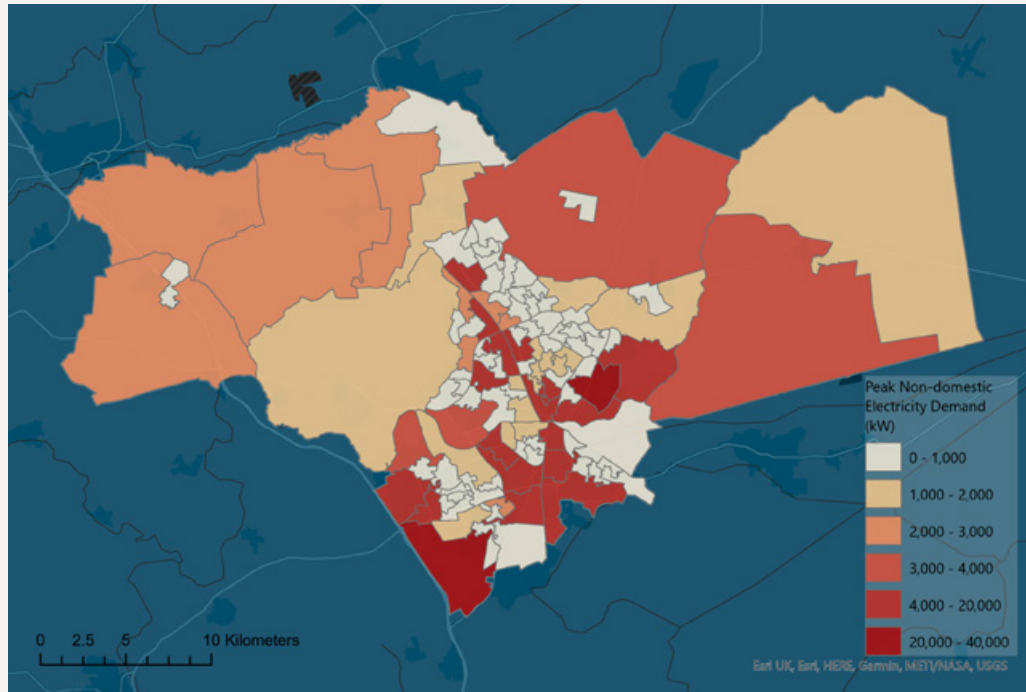 Peak Non-domestic
Electricity Demand
(kW)
0 - 1,000
1,000 - 2,000
2,000 - 3,000
3,000 - 4,000
4,000 - 20,000
20,000 - 40,000
0 2.5 5 10 Kilometers
Esri UK, Esri, HERE, Garmin, METI/NASA, USGS